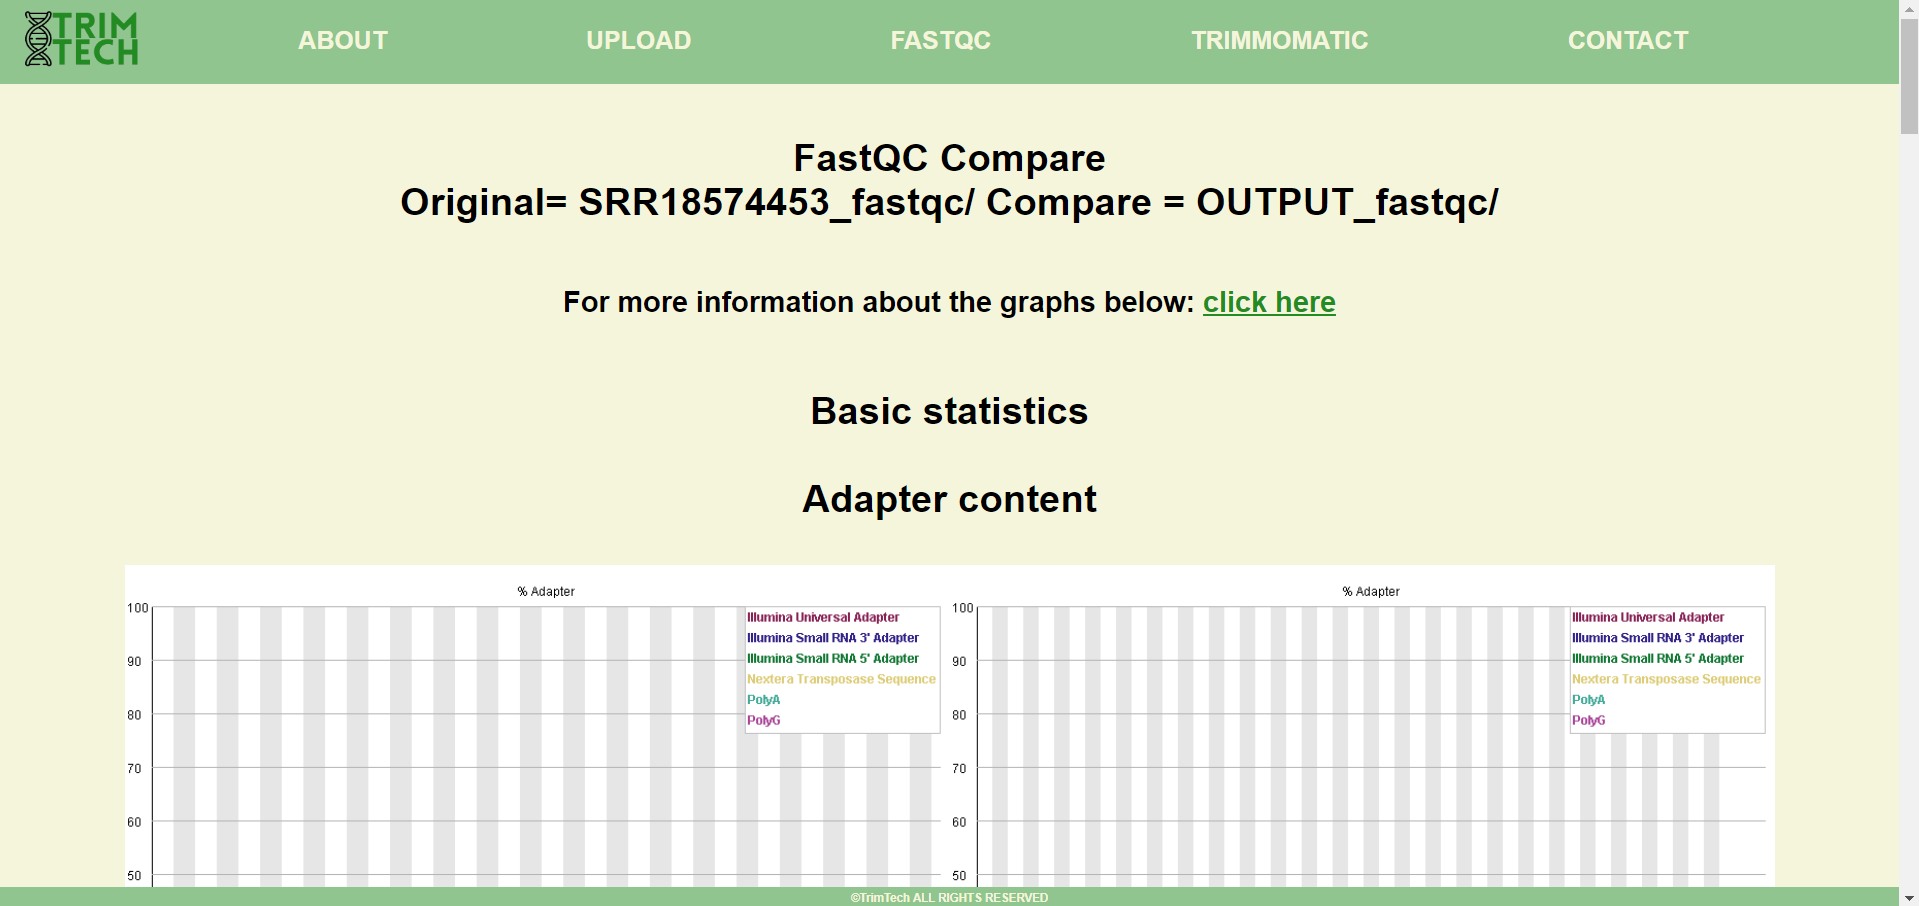 TRIM
TECH
ABOUT UPLOAD FASTQC TRIMMOMATIC CONTACT
FastQC Compare
Original= SRR18574453_fastqc/ Compare = OUTPUT_fastqc/
For more information about the graphs below: click here
Basic statistics
Adapter content
% Adapter
100
90
80
70
60
50
Illumina Universal Adapter
Illumina Small RNA 3' Adapter
Illumina Small RNA 5' Adapter
Nextera Transposase Sequence
PolyA
PolyG
% Adapter
100
90
80
70
60
50
Illumina Universal Adapter
Illumina Small RNA 3' Adapter
Illumina Small RNA 5' Adapter
Nextera Transposase Sequence
PolyA
PolyG
©TrimTech ALL RIGHTS RESERVED